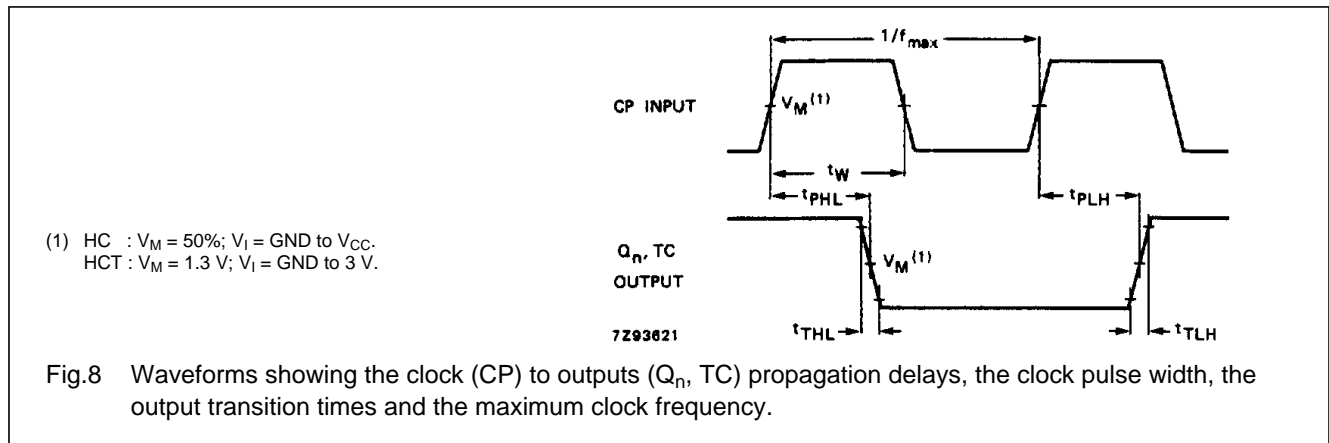 1/fmax
CP INPUT
VM(1)
tW
tPHL
tPLH
(1) HC : VM = 50%; VI = GND to VCC.
HCT : VM = 1.3 V; VI = GND to 3 V.
Qn, TC
OUTPUT
VM(1)
7Z93621
tTHL
tTLH
Fig.8 Waveforms showing the clock (CP) to outputs (Qn, TC) propagation delays, the clock pulse width, the
output transition times and the maximum clock frequency.